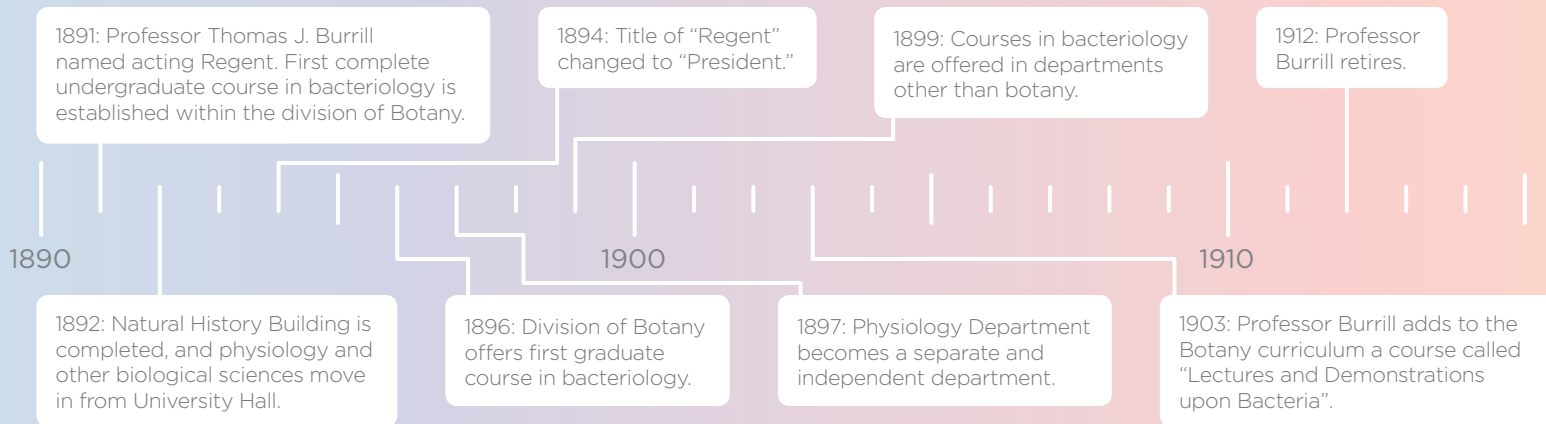 1891: Professor Thomas J. Burrill
named acting Regent. First complete
undergraduate course in bacteriology is
established within the division of Botany.
1894: Title of “Regent”
changed to “President.”
1899: Courses in bacteriology
are offered in departments
other than botany.
1912: Professor
Burrill retires.
1890
1900
1910
1892: Natural History Building is
completed, and physiology and
other biological sciences move
in from University Hall.
1896: Division of Botany
offers first graduate
course in bacteriology.
1897: Physiology Department
becomes a separate and
independent department.
1903: Professor Burrill adds to the
Botany curriculum a course called
“Lectures and Demonstrations
upon Bacteria”.